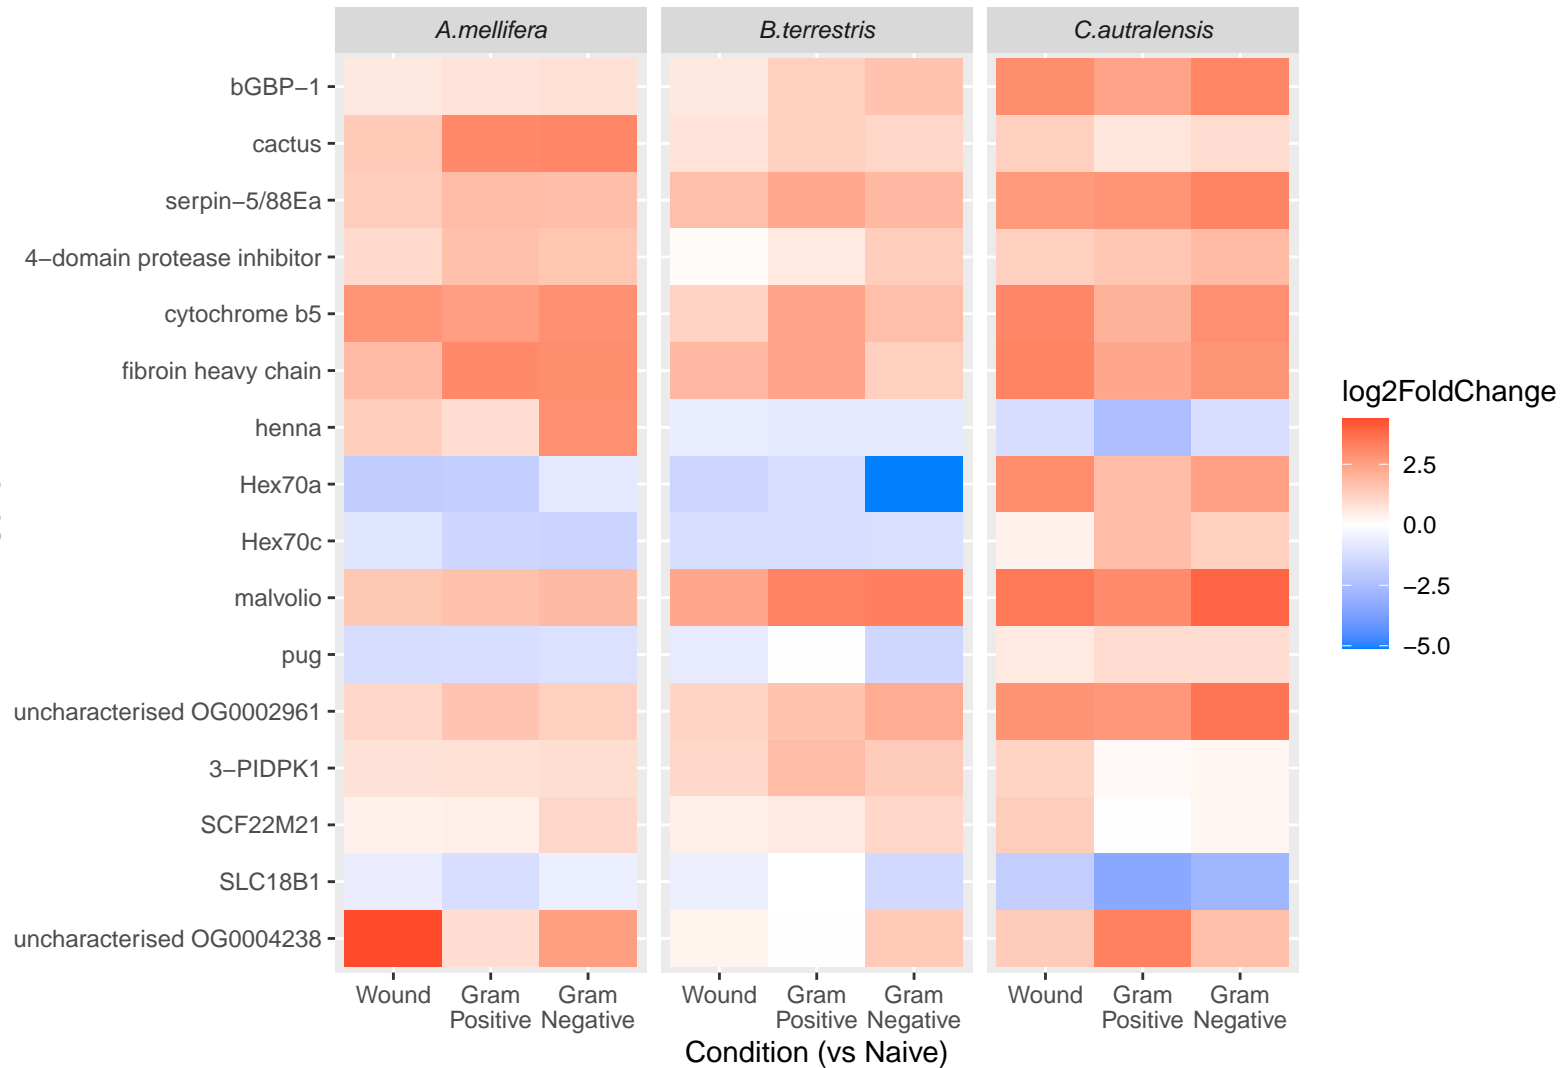 A.mellifera
B.terrestris
C.autralensis
bGBP−1
cactus
serpin−5/88Ea
4−domain protease inhibitor
cytochrome b5
fibroin heavy chain
henna
Hex70a
Hex70c
malvolio
pug
uncharacterised OG0002961
3−PIDPK1
SCF22M21
SLC18B1
uncharacterised OG0004238
Wound
Gram
Positive
Gram
Negative
Wound
Gram
Positive
Gram
Negative
Wound
Gram
Positive
Gram
Negative
Condition (vs Naive)
log2FoldChange
2.5
0.0
−2.5
−5.0